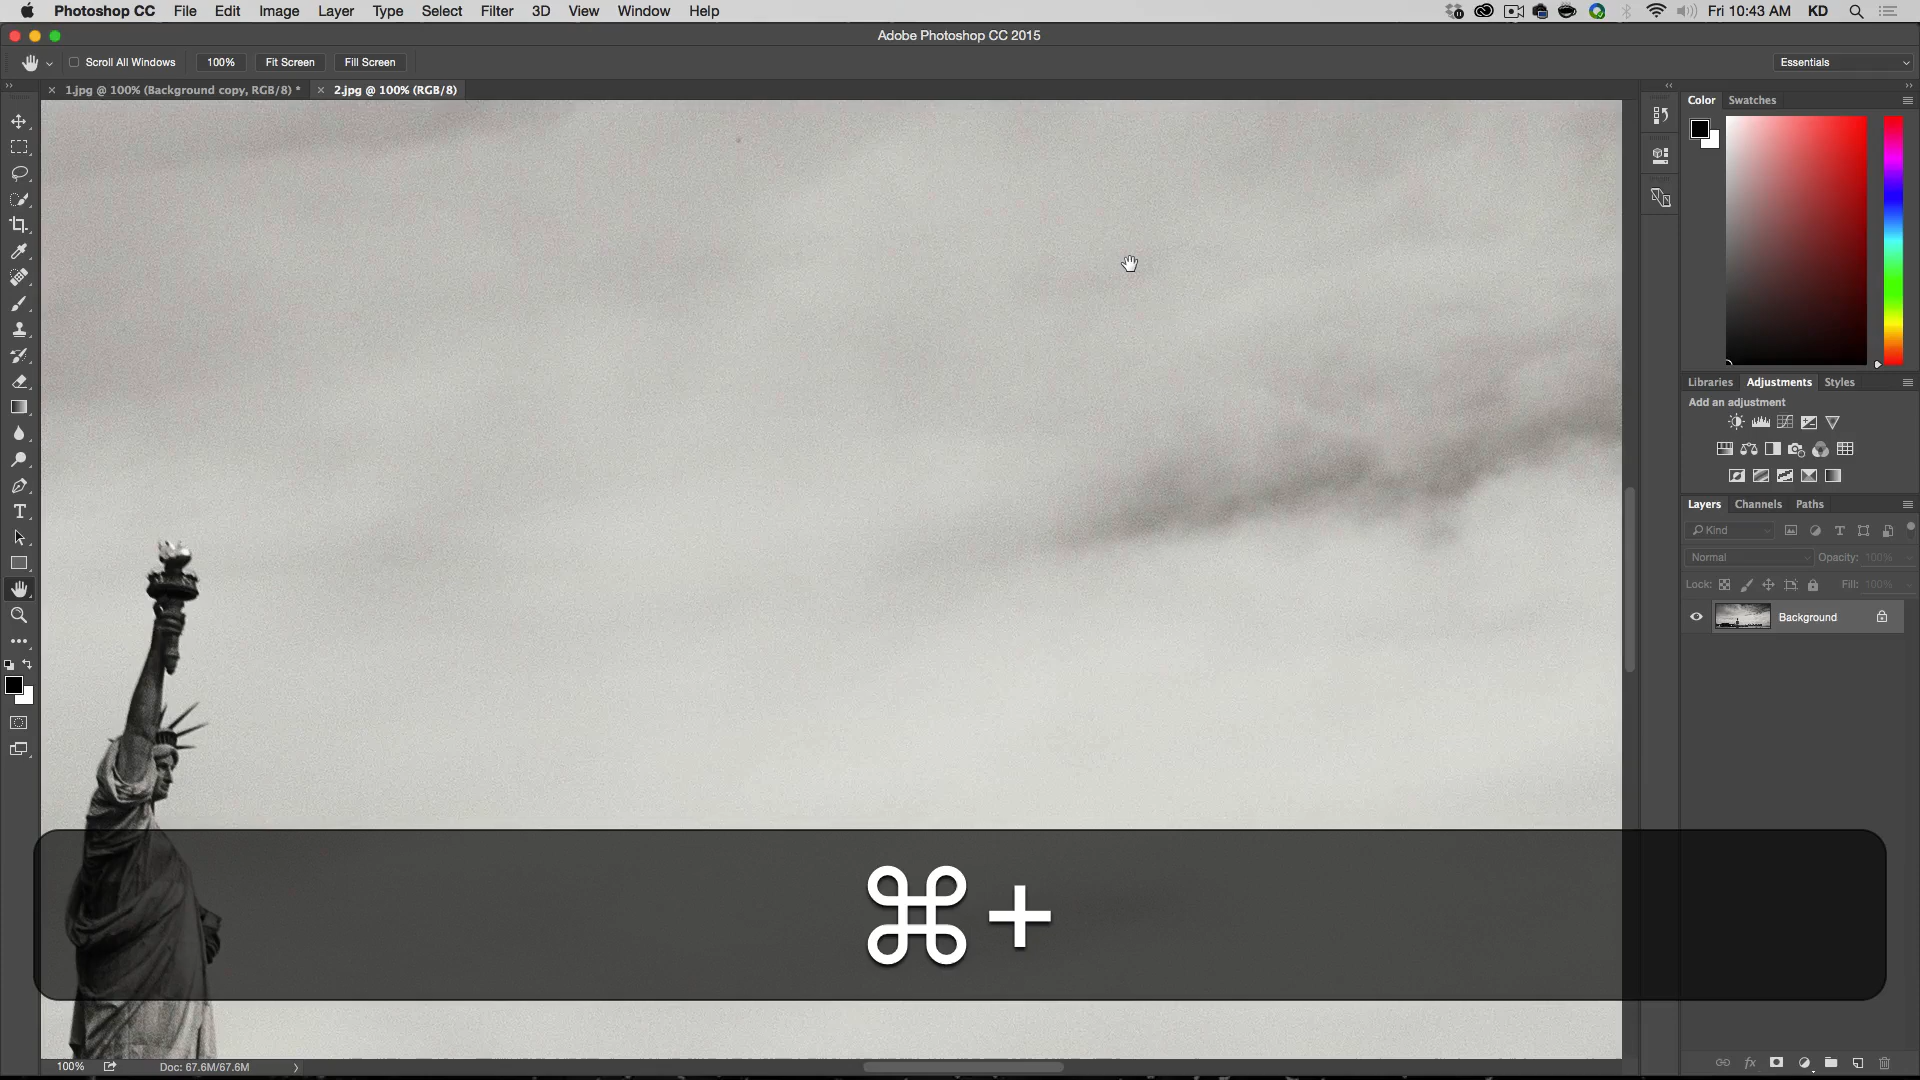 Photoshop CC File Edit Image Layer Type Select Filter 3D View Window Help Fri 10:43 AM KD
Adobe Photoshop CC 2015
Scroll All Windows 100% Fit Screen Fill Screen Essentials
1.jpg @ 100% (Background copy, RGB/8) * 2.jpg @ 100% (RGB/8)
Color Swatches
Libraries Adjustments Styles
Add an adjustment
Layers Channels Paths
Kind
Normal Opacity: 100%
Lock: Fill: 100%
Background
⌘ +
100% Doc: 67.6M/67.6M